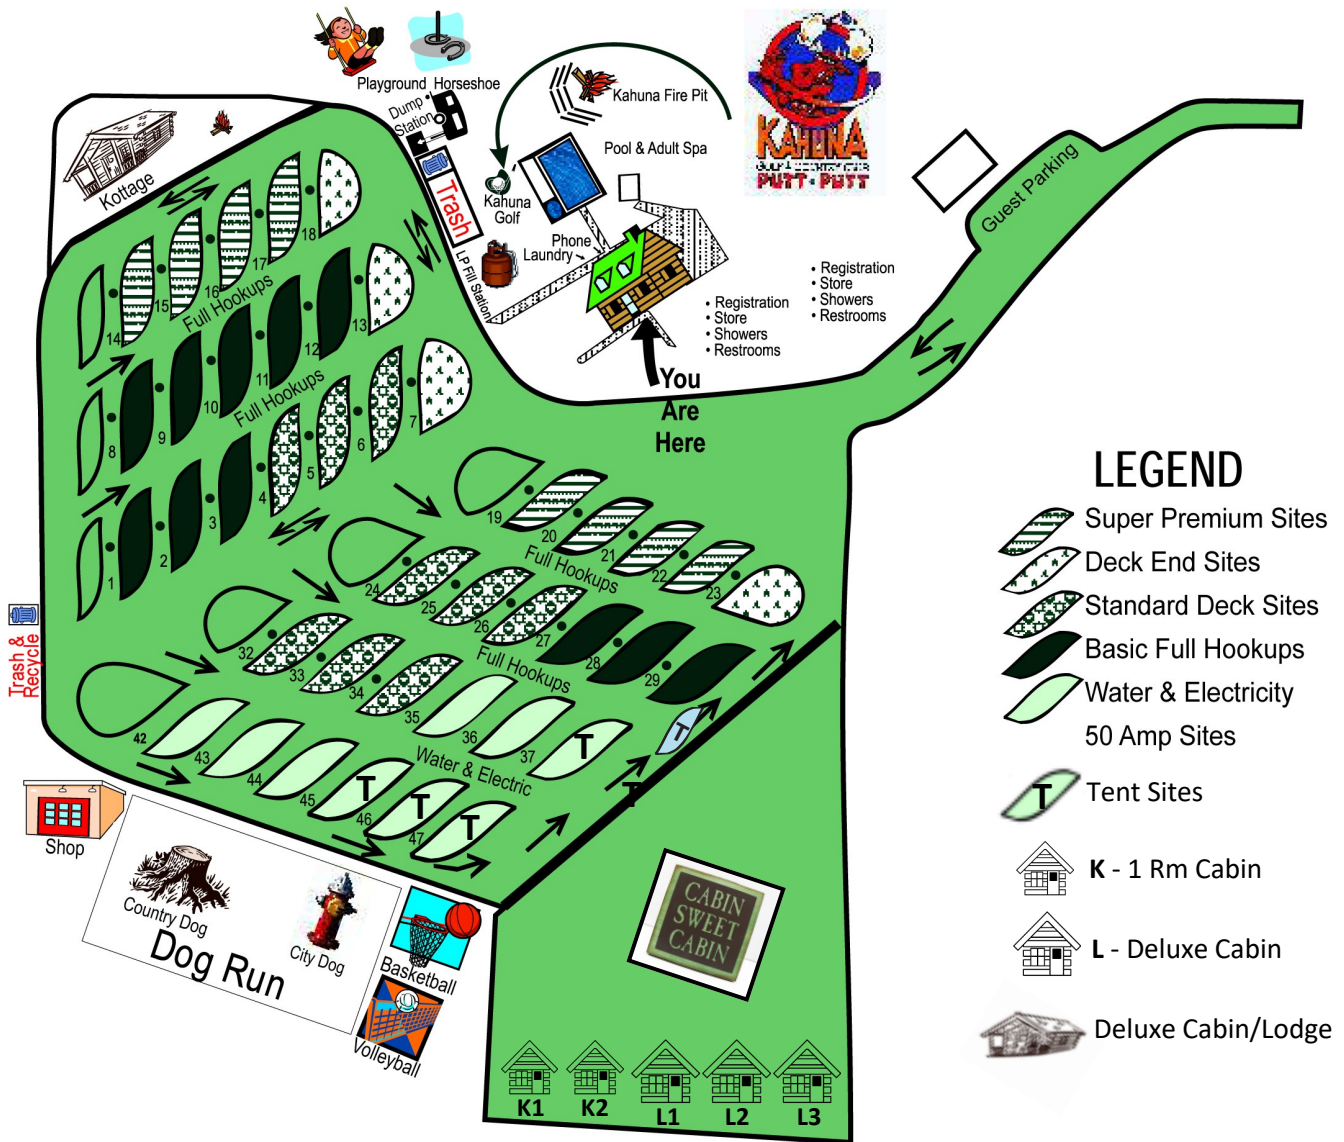 Playground Horseshoe
Dump
Station
Trash
LP Fill Station
Kahuna
Golf
Kahuna Fire Pit
Pool & Adult Spa
Phone
Laundry
KAHUNA
PUTT-PUTT
Guest Parking
• Registration
• Store
• Showers
• Restrooms
• Registration
• Store
• Showers
• Restrooms
You
Are
Here
Kottage
14
15
16
17
18
Full Hookups
8
9
10
11
12
13
Full Hookups
1
2
3
4
5
6
7
19
20
21
22
23
Full Hookups
24
25
26
27
28
29
Full Hookups
32
33
34
35
36
37
T
T
T
Water & Electric
42
43
44
45
46
47
T
T
T
Trash &
Recycle
Shop
Country Dog
City Dog
Dog Run
Basketball
Volleyball
CABIN
SWEET
CABIN
K1
K2
L1
L2
L3
LEGEND
Super Premium Sites
Deck End Sites
Standard Deck Sites
Basic Full Hookups
Water & Electricity
50 Amp Sites
T
Tent Sites
K - 1 Rm Cabin
L - Deluxe Cabin
Deluxe Cabin/Lodge